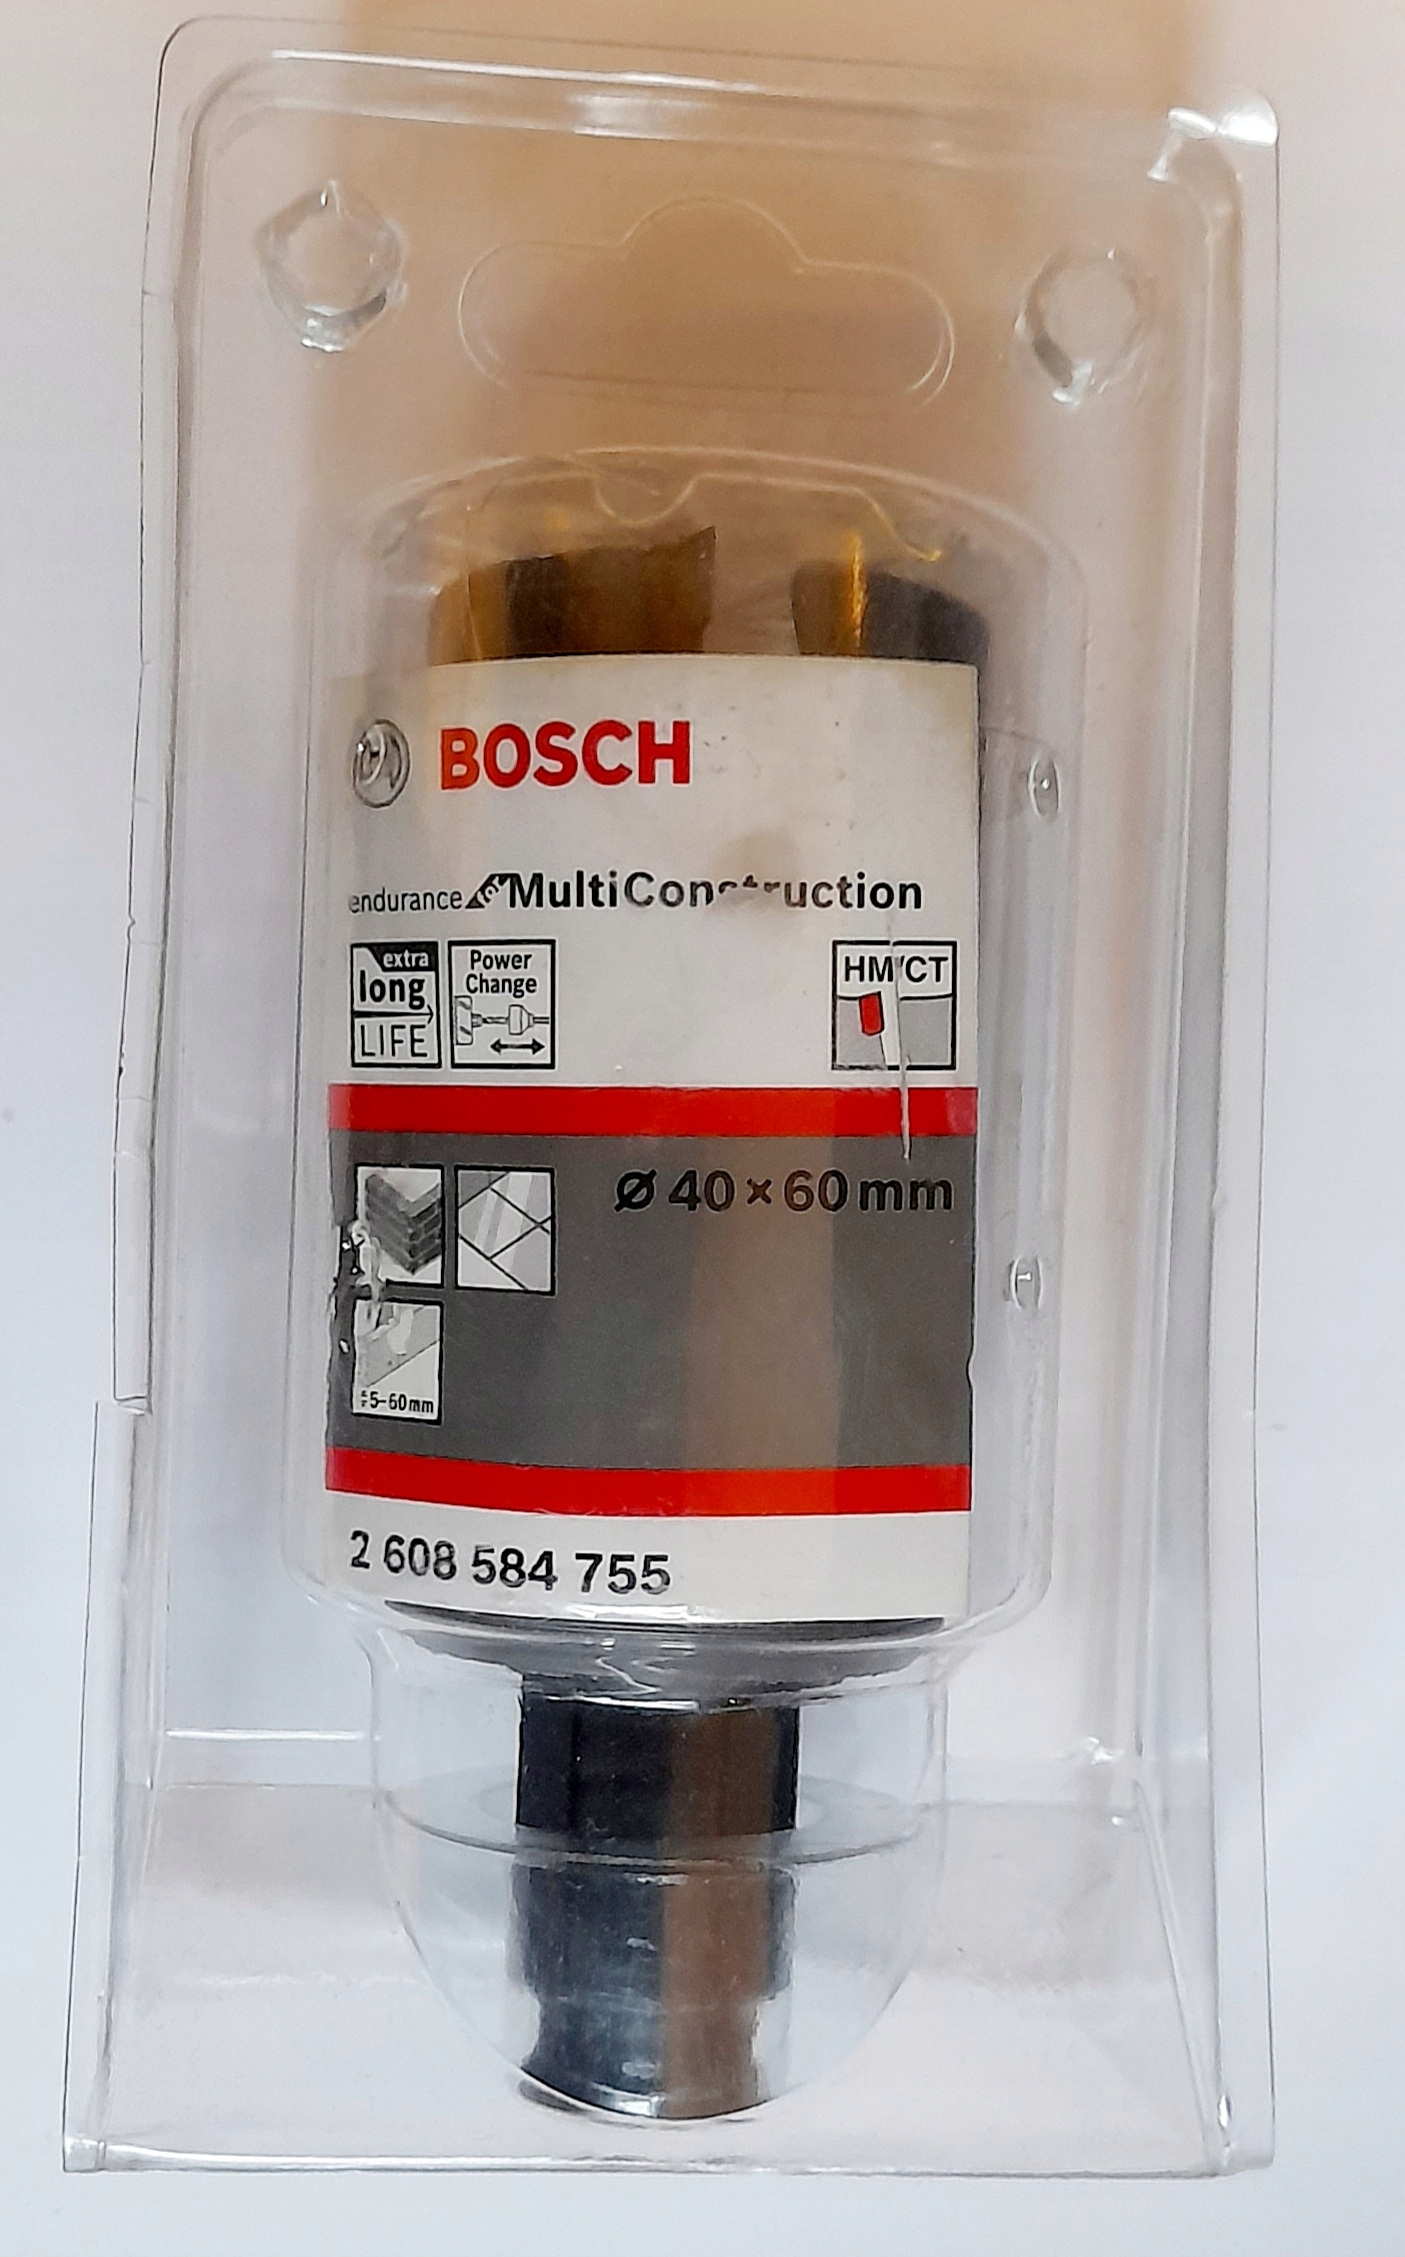 BOSCH
endurance for MultiConstruction
extra long LIFE
Power Change
HM/CT
Ø 40 × 60 mm
5–60mm
2 608 584 755